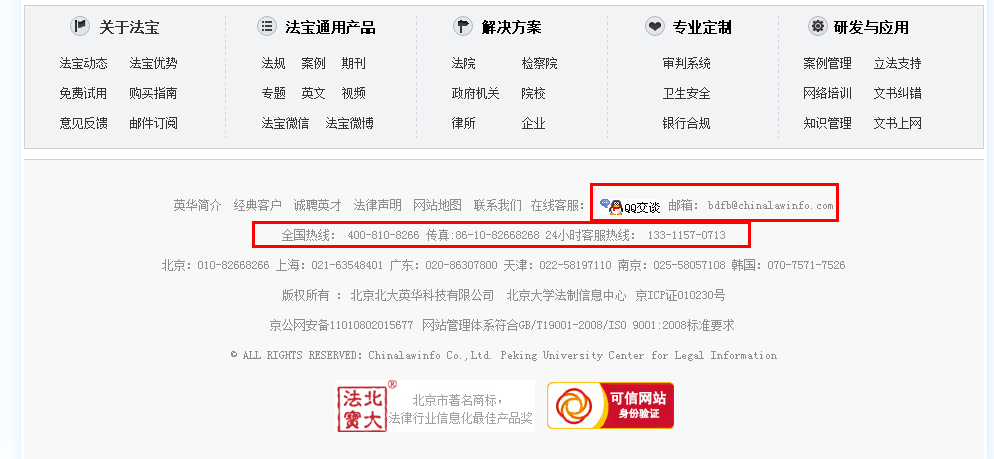 关于法宝 法宝通用产品 解决方案 专业定制 研发与应用
法宝动态 法宝优势 法规 案例 期刊 法院 检察院 审判系统 案例管理 立法支持
免费试用 购买指南 专题 英文 视频 政府机关 院校 卫生安全 网络培训 文书纠错
意见反馈 邮件订阅 法宝微信 法宝微博 律所 企业 银行合规 知识管理 文书上网
英华简介 经典客户 诚聘英才 法律声明 网站地图 联系我们 在线客服: QQ交谈 邮箱: bdfb@chinalawinfo.com
全国热线: 400-810-8266 传真:86-10-82668268 24小时客服热线: 133-1157-0713
北京: 010-82668266 上海: 021-63548401 广东: 020-86307800 天津: 022-58197110 南京: 025-58057108 韩国: 070-7571-7526
版权所有 : 北京北大英华科技有限公司 北京大学法制信息中心 京ICP证010230号
京公网安备11010802015677 网站管理体系符合GB/T19001-2008/ISO 9001:2008标准要求
© ALL RIGHTS RESERVED: Chinalawinfo Co.,Ltd. Peking University Center for Legal Information
北大法寶® 北京市著名商标, 可信网站
法律行业信息化最佳产品奖 身份验证